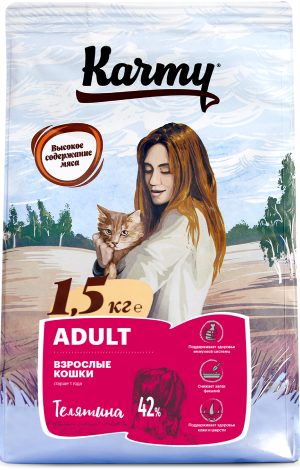 Karmy®
Высокое
содержание
мяса
1,5 кг e
ADULT
ВЗРОСЛЫЕ
КОШКИ
старше 1 года
Телятина
42%
Поддерживает здоровье
иммунной системы
Снижает запах
фекалий
Поддерживает здоровье
кожи и шерсти